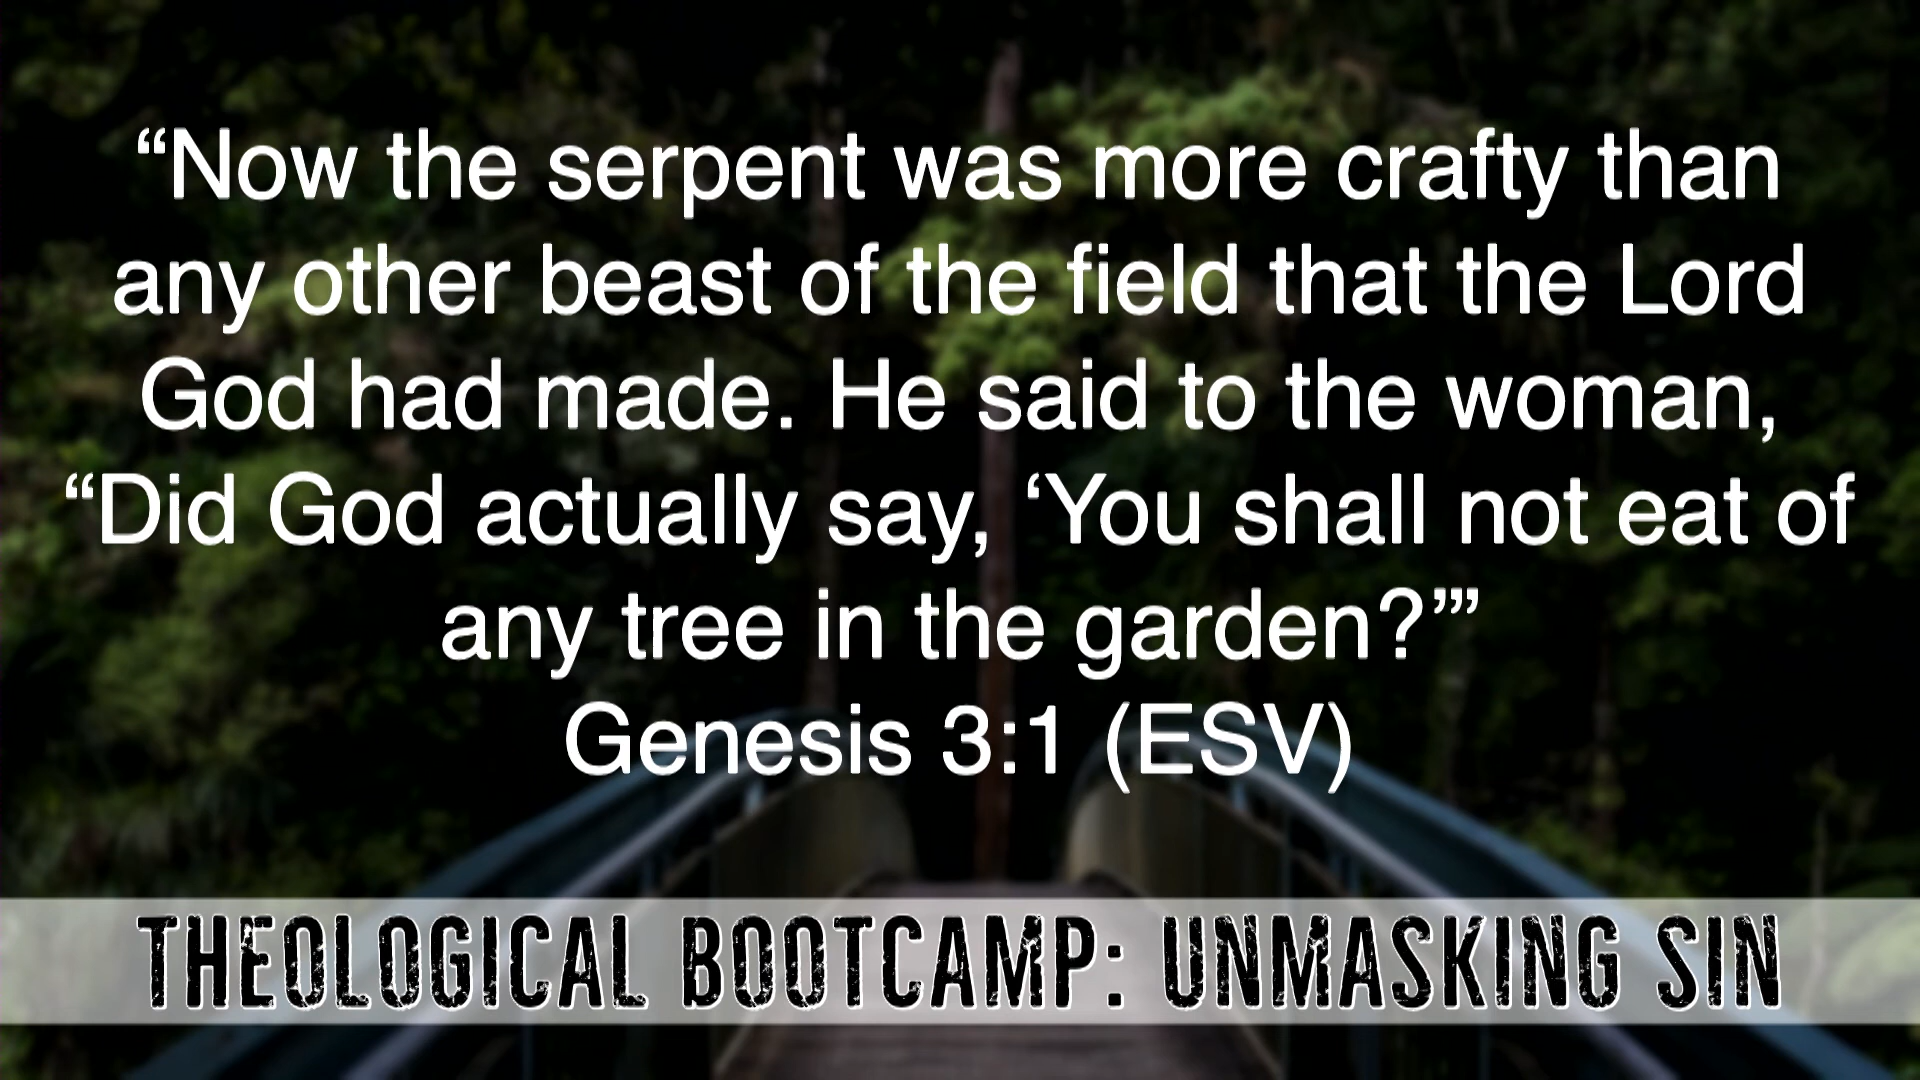 “Now the serpent was more crafty than
any other beast of the field that the Lord
God had made. He said to the woman,
“Did God actually say, ‘You shall not eat of
any tree in the garden?’”
Genesis 3:1 (ESV)
THEOLOGICAL BOOTCAMP: UNMASKING SIN